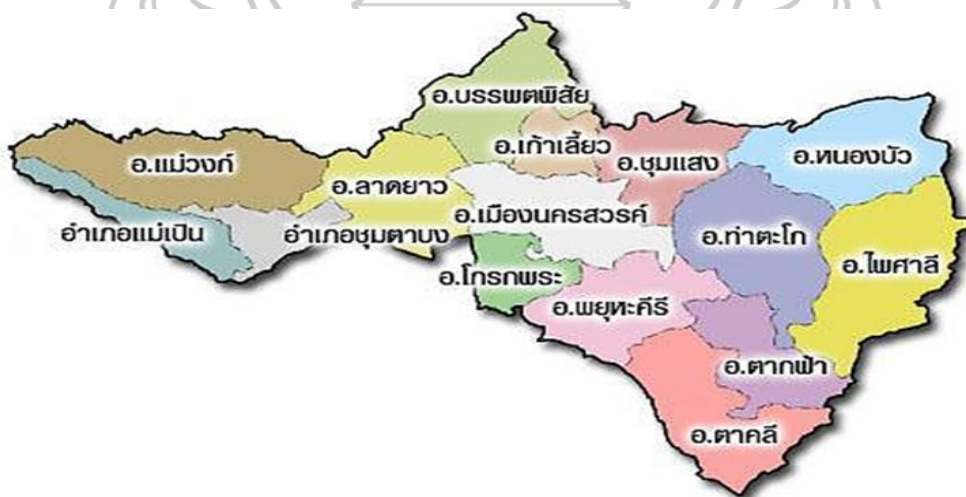 อ.บรรพตพิสัย
อ.เก้าเลี้ยว
อ.แม่วงก์
อ.ลาดยาว
อ.ชุมแสง
อ.หนองบัว
อำเภอแม่เปิน
อำเภอชุมตาบง
อ.เมืองนครสวรรค์
อ.ท่าตะโก
อ.ไพศาลี
อ.โกรกพระ
อ.พยุหะคีรี
อ.ตากฟ้า
อ.ตาคลี